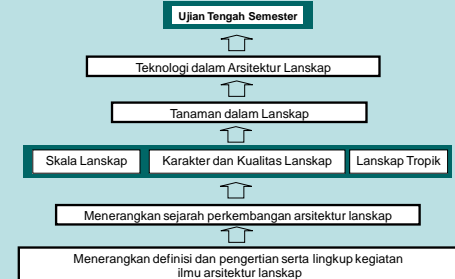 Ujian Tengah Semester
Teknologi dalam Arsitektur Lanskap
Tanaman dalam Lanskap
Skala Lanskap
Karakter dan Kualitas Lanskap
Lanskap Tropik
Menerangkan sejarah perkembangan arsitektur lanskap
Menerangkan definisi dan pengertian serta lingkup kegiatan
ilmu arsitektur lanskap